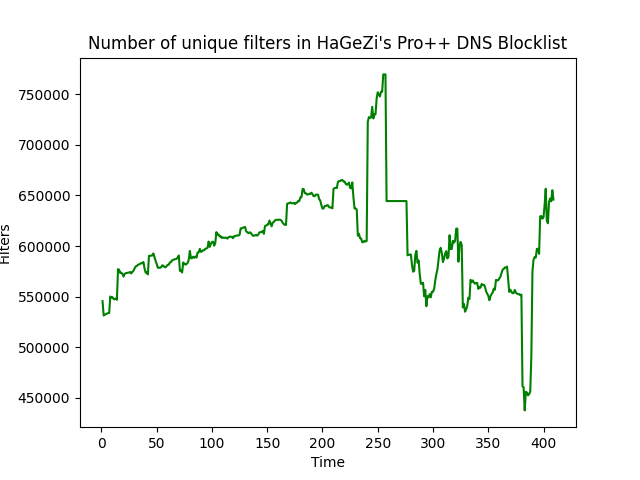 Number of unique filters in HaGeZi's Pro++ DNS Blocklist
750000
700000
650000
600000
550000
500000
450000
Filters
0 50 100 150 200 250 300 350 400
Time